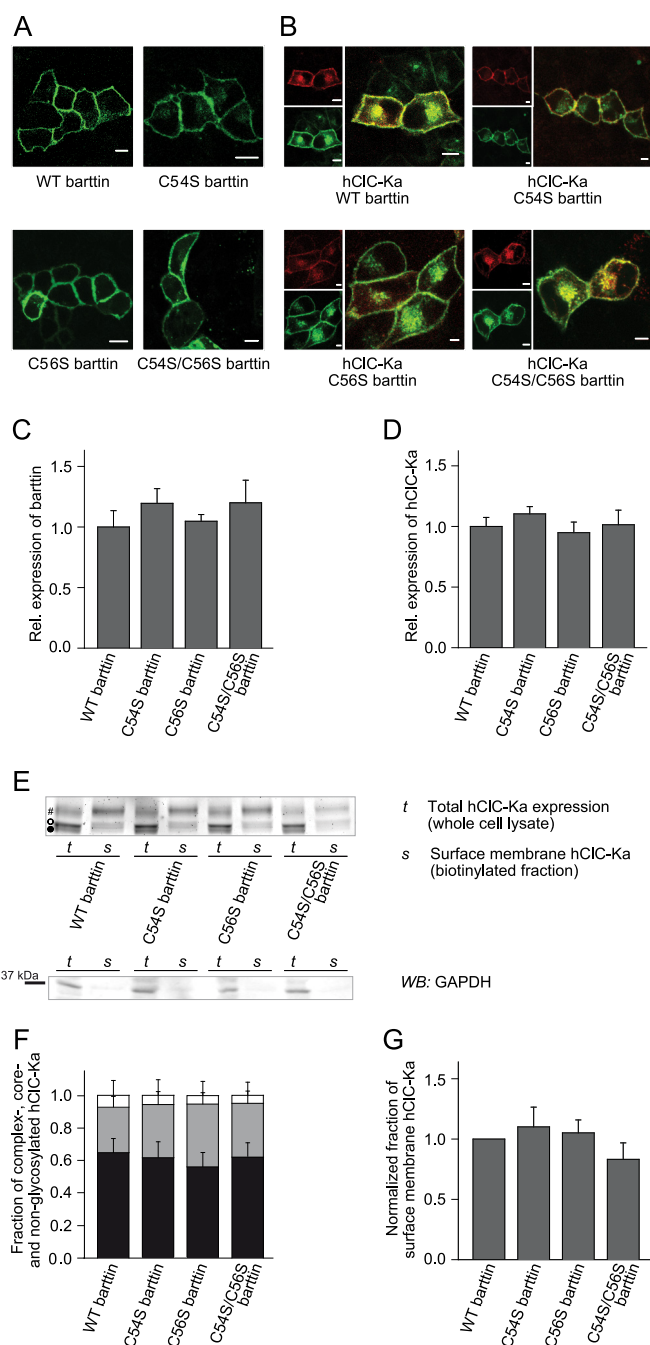 A
B
WT barttin
C54S barttin
hClC-Ka
WT barttin
hClC-Ka
C54S barttin
C56S barttin
C54S/C56S barttin
hClC-Ka
C56S barttin
hClC-Ka
C54S/C56S barttin
C
D
Rel. expression of barttin
1.5
1.0
0.5
0.0
WT barttin
C54S barttin
C56S barttin
C54S/C56S
barttin
Rel. expression of hClC-Ka
1.5
1.0
0.5
0.0
WT barttin
C54S barttin
C56S barttin
C54S/C56S
barttin
E
#
t s t s t s t s
WT barttin
C54S barttin
C56S barttin
C54S/C56S
barttin
t Total hClC-Ka expression
(whole cell lysate)
s Surface membrane hClC-Ka
(biotinylated fraction)
t s t s t s t s
37 kDa
WB: GAPDH
F
G
Fraction of complex-, core-
and non-glycosylated hClC-Ka
1.0
0.8
0.6
0.4
0.2
0.0
WT barttin
C54S barttin
C56S barttin
C54S/C56S
barttin
Normalized fraction of
surface membrane hClC-Ka
1.5
1.0
0.5
0.0
WT barttin
C54S barttin
C56S barttin
C54S/C56S
barttin